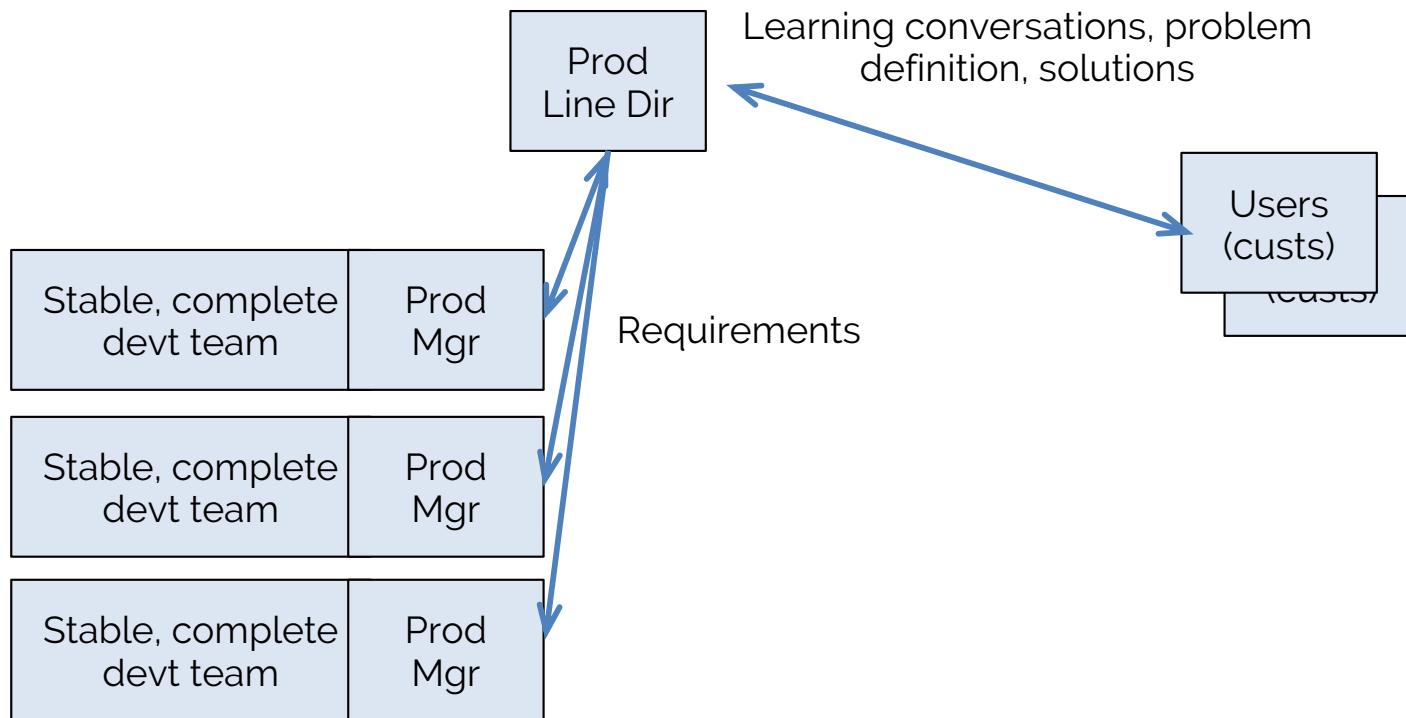 Learning conversations, problem
definition, solutions
Prod
Line Dir
Users
(custs)
(custs)
Stable, complete
devt team
Prod
Mgr
Requirements
Stable, complete
devt team
Prod
Mgr
Stable, complete
devt team
Prod
Mgr